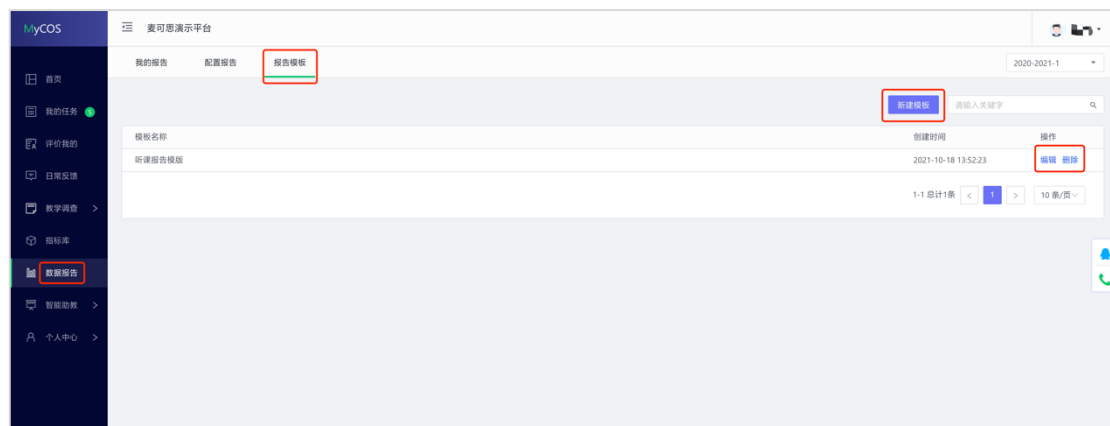 MyCOS
麦可思演示平台
我的报告 配置报告 报告模板
2020-2021-1
首页
我的任务 5
评价我的
日常反馈
教学调查
指标库
数据报告
智能助教
个人中心
新建模板 请输入关键字
模板名称 创建时间 操作
听课报告模版 2021-10-18 13:52:23 编辑 删除
1-1 总计1条 < 1 > 10 条/页